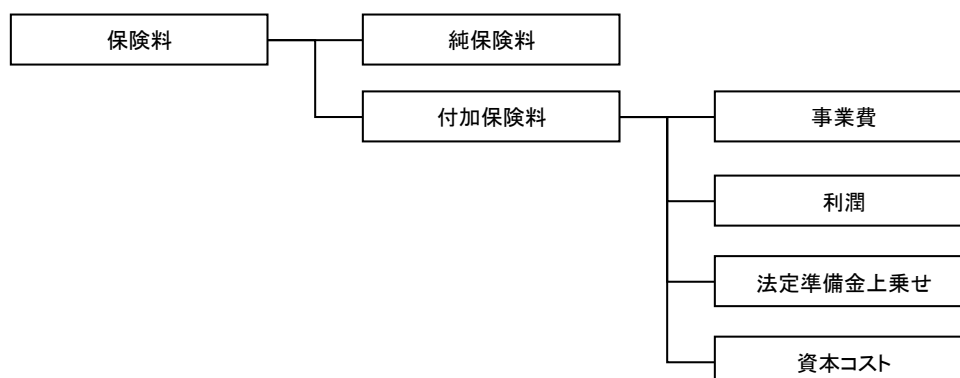 保険料
純保険料
付加保険料
事業費
利潤
法定準備金上乗せ
資本コスト